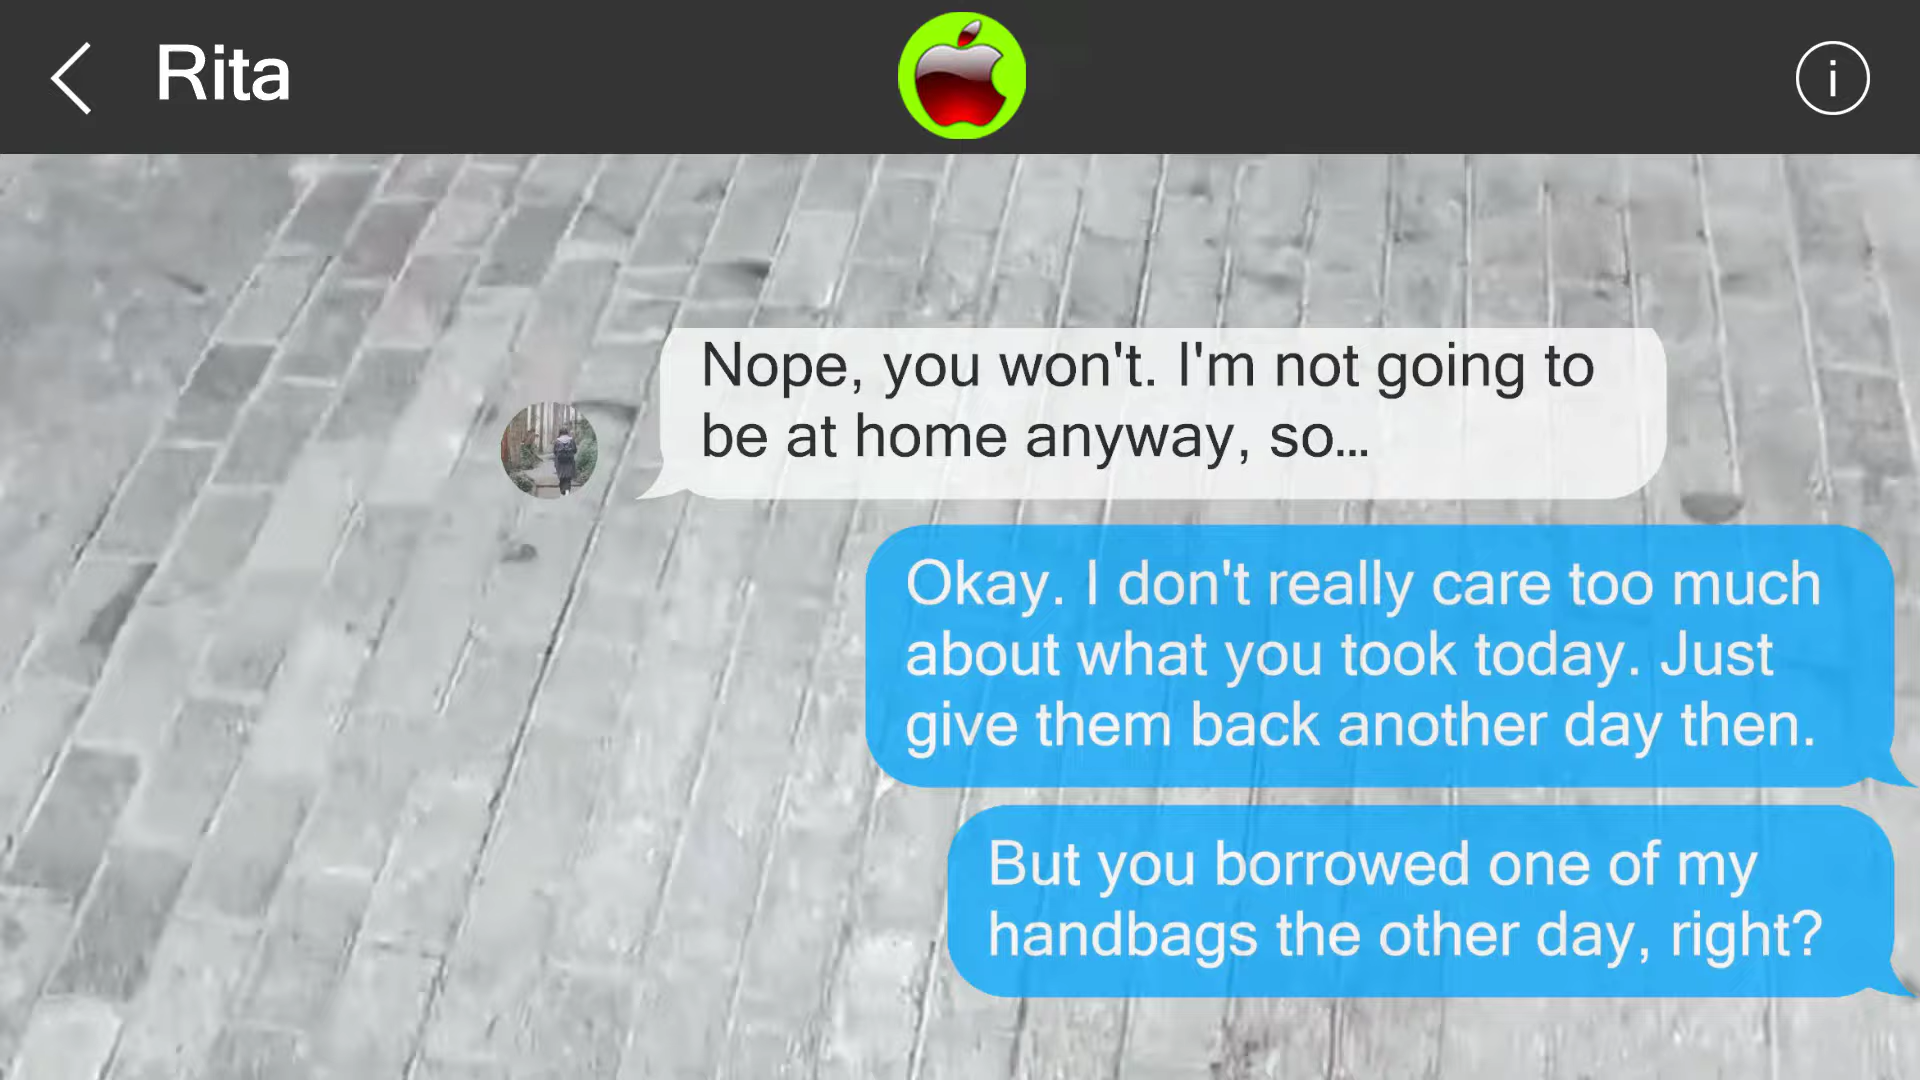 Rita
i
Nope, you won't. I'm not going to
be at home anyway, so...
Okay. I don't really care too much
about what you took today. Just
give them back another day then.
But you borrowed one of my
handbags the other day, right?